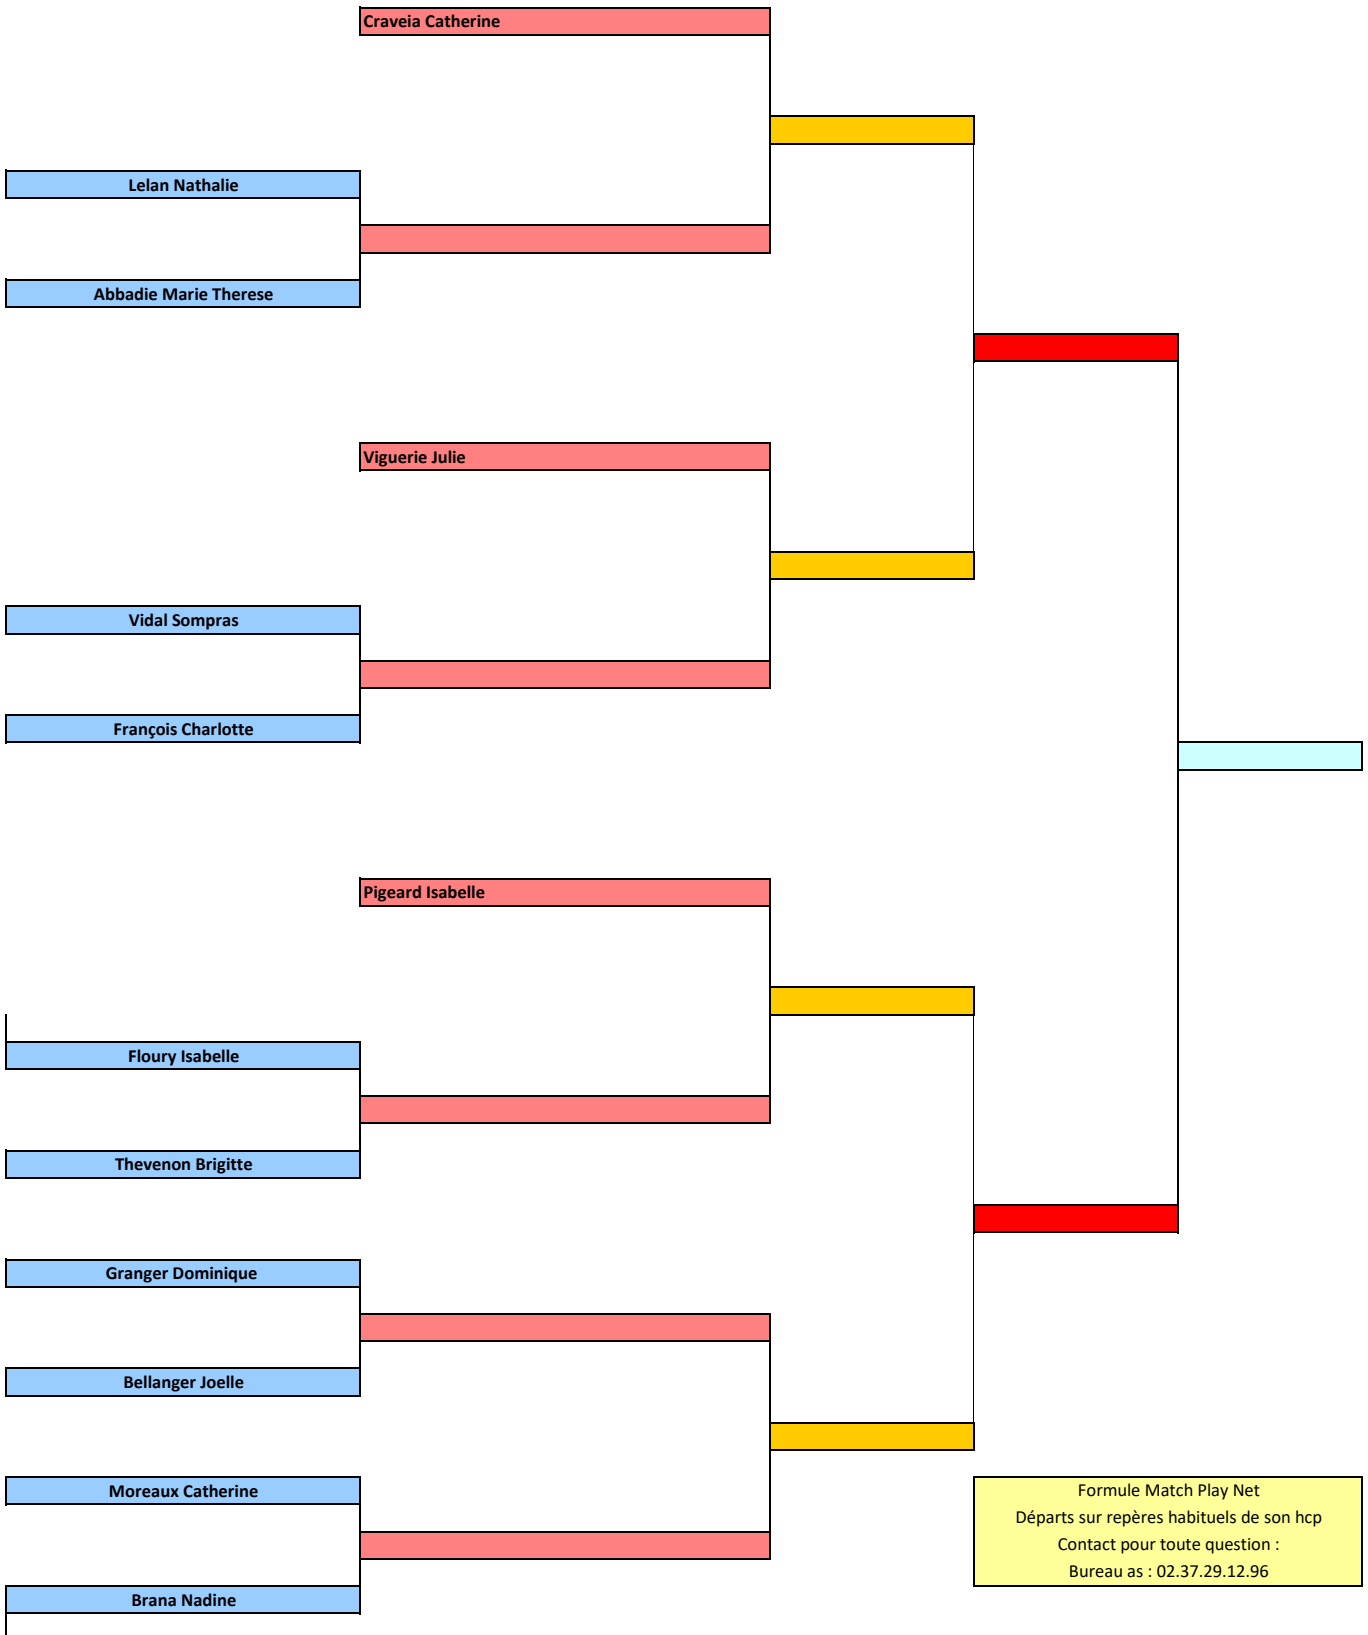 Craveia Catherine
Lelan Nathalie
Abbadie Marie Therese
Viguerie Julie
Vidal Sompras
François Charlotte
Pigeard Isabelle
Floury Isabelle
Thevenon Brigitte
Granger Dominique
Bellanger Joelle
Moreaux Catherine
Brana Nadine
Formule Match Play Net
Départs sur repères habituels de son hcp
Contact pour toute question :
Bureau as : 02.37.29.12.96